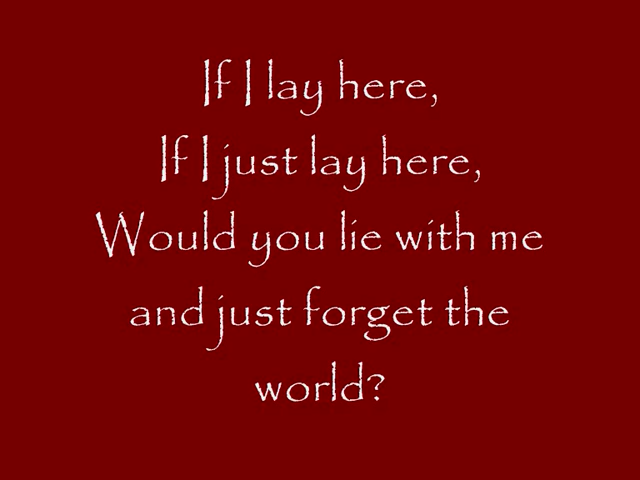 If I lay here,
If I just lay here,
Would you lie with me
and just forget the
world?